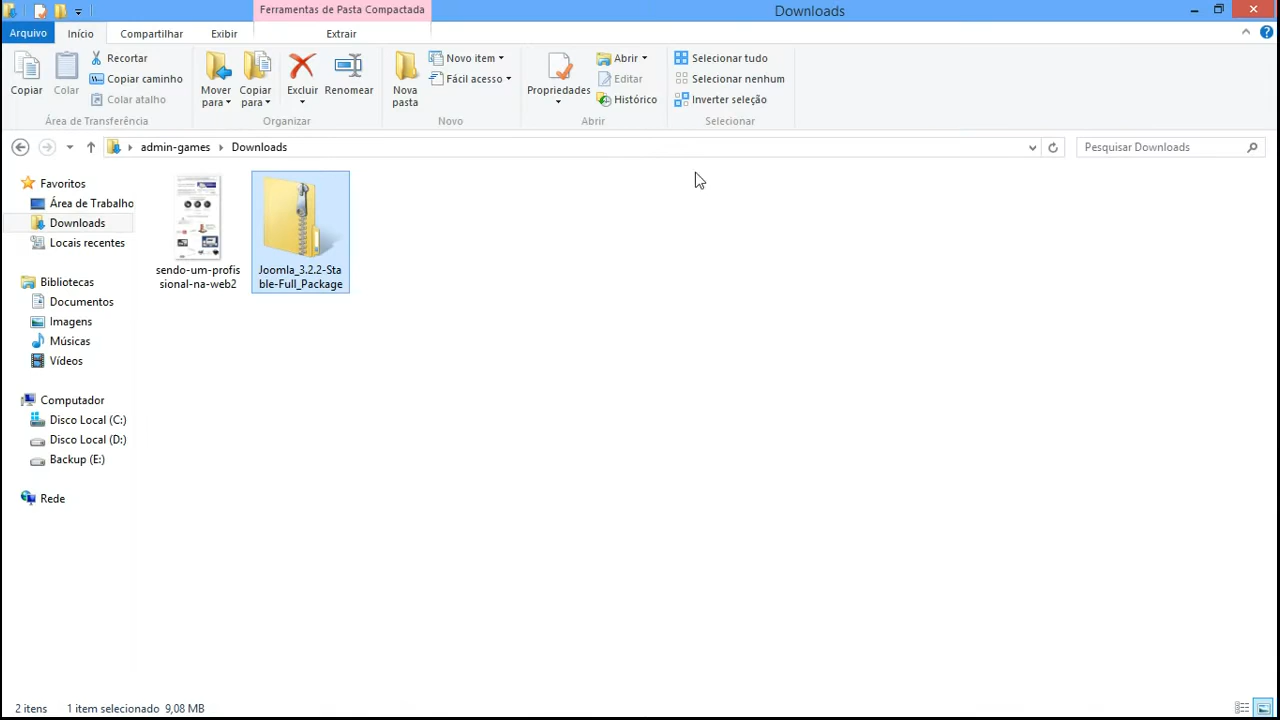 Ferramentas de Pasta Compactada
Downloads
Arquivo
Início
Compartilhar
Exibir
Extrair
Copiar
Colar
Recortar
Copiar caminho
Colar atalho
Área de Transferência
Mover para
Copiar para
Excluir
Renomear
Organizar
Nova pasta
Novo item
Fácil acesso
Novo
Propriedades
Abrir
Editar
Histórico
Abrir
Selecionar tudo
Selecionar nenhum
Inverter seleção
Selecionar
admin-games
Downloads
Pesquisar Downloads
Favoritos
Área de Trabalho
Downloads
Locais recentes
Bibliotecas
Documentos
Imagens
Músicas
Vídeos
Computador
Disco Local (C:)
Disco Local (D:)
Backup (E:)
Rede
sendo-um-profis
sional-na-web2
Joomla_3.2.2-Sta
ble-Full_Package
2 itens
1 item selecionado 9,08 MB